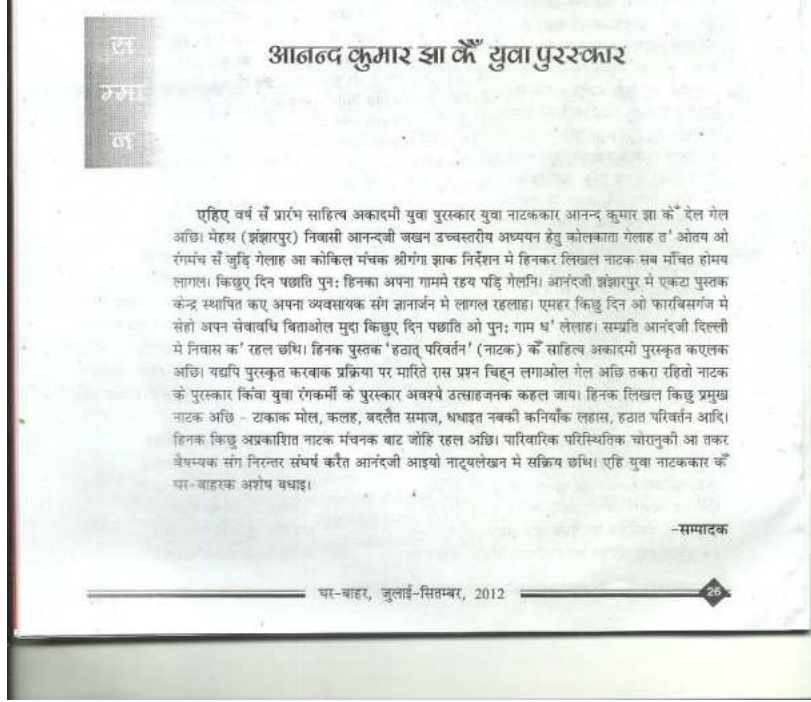 स
म्मा
न
आनन्द कुमार झा केँ युवा पुरस्कार
एहिए वर्ष सँ प्रारंभ साहित्य अकादमी युवा पुरस्कार युवा नाटककार आनन्द कुमार झा केँ देल गेल
अछि। मेहथ (झंझारपुर) निवासी आनन्दजी जखन उच्चस्तरीय अध्ययन हेतु कोलकाता गेलाह त' ओतय ओ
रंगमंच सँ जुड़ि गेलाह आ कोकिल मंचक श्रीगंगा झाक निर्देशन मे हिनकर लिखल नाटक सब मंचित होमय
लागल। किछुए दिन पछाति पुन: हिनका अपना गाममे रहय पड़ि गेलनि। आनंदजी झंझारपुर मे एकटा पुस्तक
केन्द्र स्थापित कए अपना व्यवसायक संग ज्ञानार्जन मे लागल रहलाह। एमहर किछु दिन ओ फारबिसगंज मे
सेहो अपन सेवावधि बिताओल मुदा किछुए दिन पछाति ओ पुन: गाम ध' लेलाह। सम्प्रति आनंदजी दिल्ली
मे निवास क' रहल छथि। हिनक पुस्तक 'हठात् परिवर्तन' (नाटक) केँ साहित्य अकादमी पुरस्कृत कएलक
अछि। यद्यपि पुरस्कृत करबाक प्रक्रिया पर मारिते रास प्रश्न चिह्न लगाओल गेल अछि तकरा रहितो नाटक
के पुरस्कार किंवा युवा रंगकर्मी के पुरस्कार अवश्ये उत्साहजनक कहल जाय। हिनक लिखल किछु प्रमुख
नाटक अछि - टाकाक मोल, कलह, बदलैत समाज, धधाइत नबकी कनियाँक लहास, हठात परिवर्तन आदि।
हिनक किछु अप्रकाशित नाटक मंचनक बाट जोहि रहल अछि। पारिवारिक परिस्थितिक चोरानुकी आ तकर
वैषम्यक संग निरन्तर संघर्ष करैत आनंदजी आइयो नाट्यलेखन मे सक्रिय छथि। एहि युवा नाटककार केँ
घर-बाहरक अशेष बधाइ।
-सम्पादक
घर-बाहर, जुलाई-सितम्बर, 2012
26